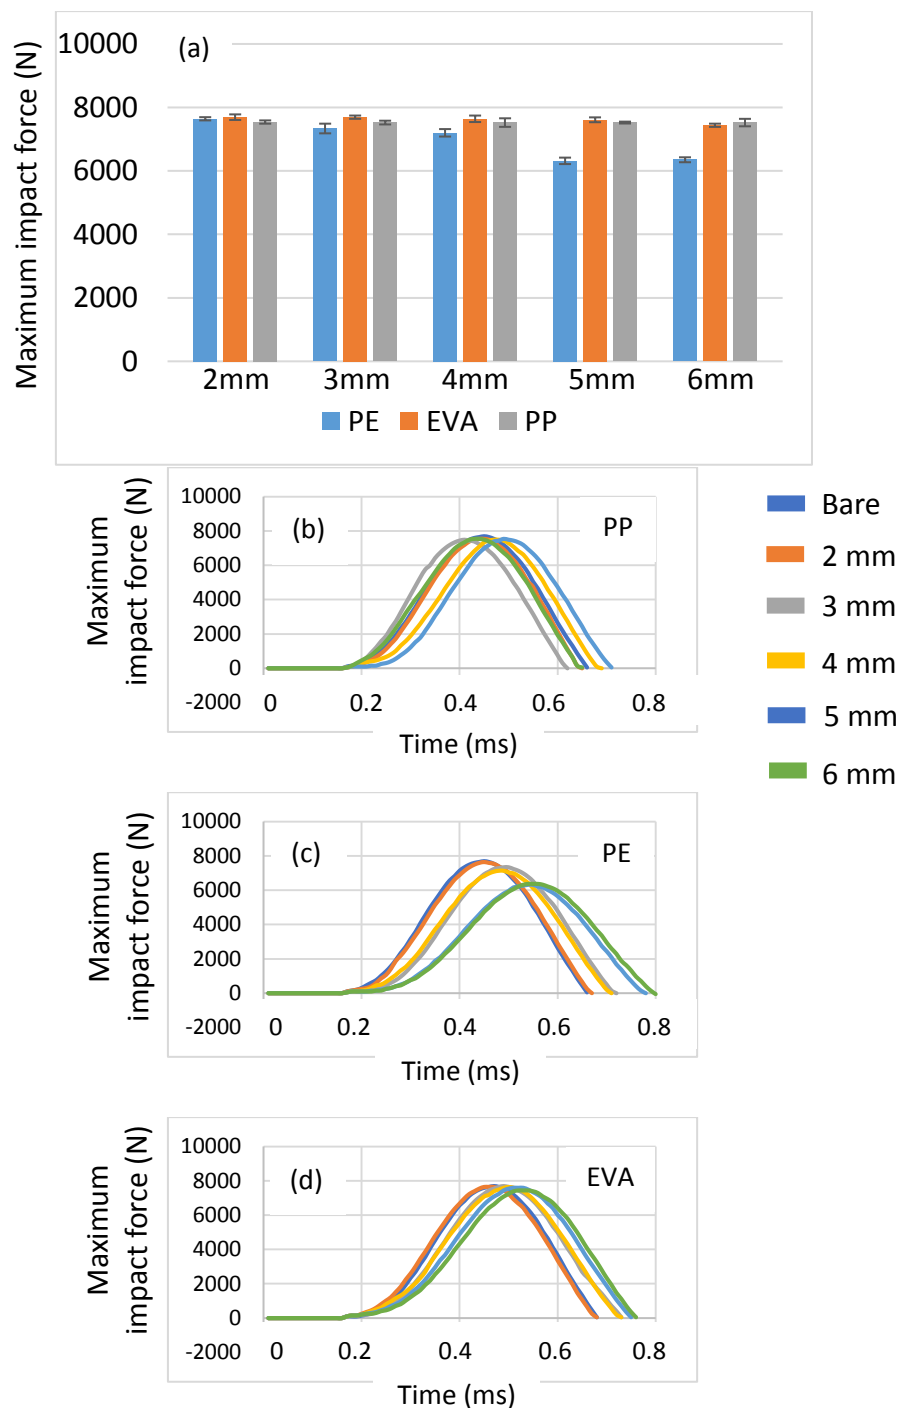 Maximum impact force (N)
10000
8000
6000
4000
2000
0
(a)
2mm 3mm 4mm 5mm 6mm
PE EVA PP
Maximum
impact force (N)
10000
8000
6000
4000
2000
0
-2000
(b)
PP
0 0.2 0.4 0.6 0.8
Time (ms)
Bare
2 mm
3 mm
4 mm
5 mm
6 mm
Maximum
impact force (N)
10000
8000
6000
4000
2000
0
-2000
(c)
PE
0 0.2 0.4 0.6 0.8
Time (ms)
Maximum
impact force (N)
10000
8000
6000
4000
2000
0
-2000
(d)
EVA
0 0.2 0.4 0.6 0.8
Time (ms)